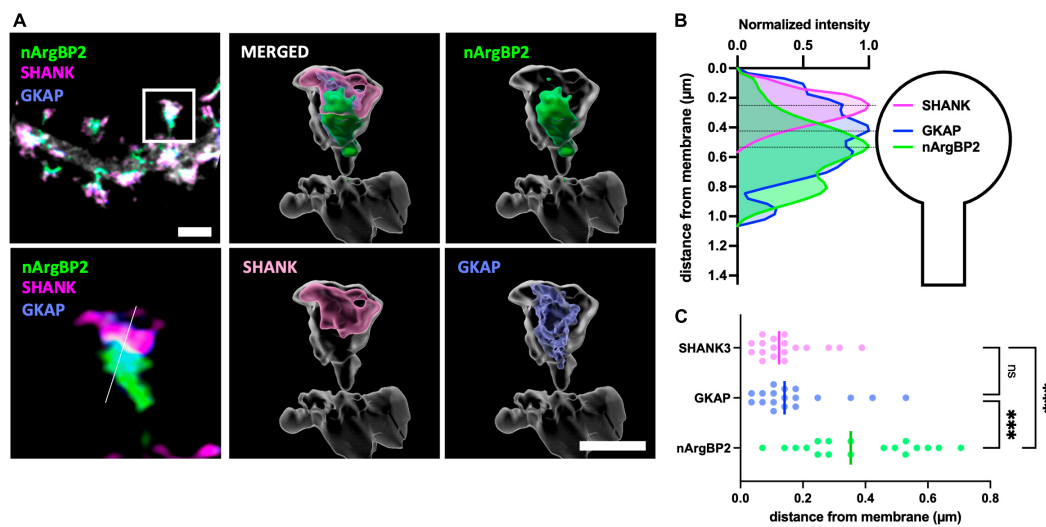 A
nArgBP2
SHANK
GKAP
MERGED
nArgBP2
nArgBP2
SHANK
GKAP
SHANK
GKAP
B
Normalized intensity
0.0 0.5 1.0
0.0
0.2
0.4
0.6
0.8
1.0
1.2
1.4
distance from membrane (μm)
SHANK
GKAP
nArgBP2
C
SHANK3
GKAP
nArgBP2
ns
***
0.0 0.2 0.4 0.6 0.8
distance from membrane (μm)